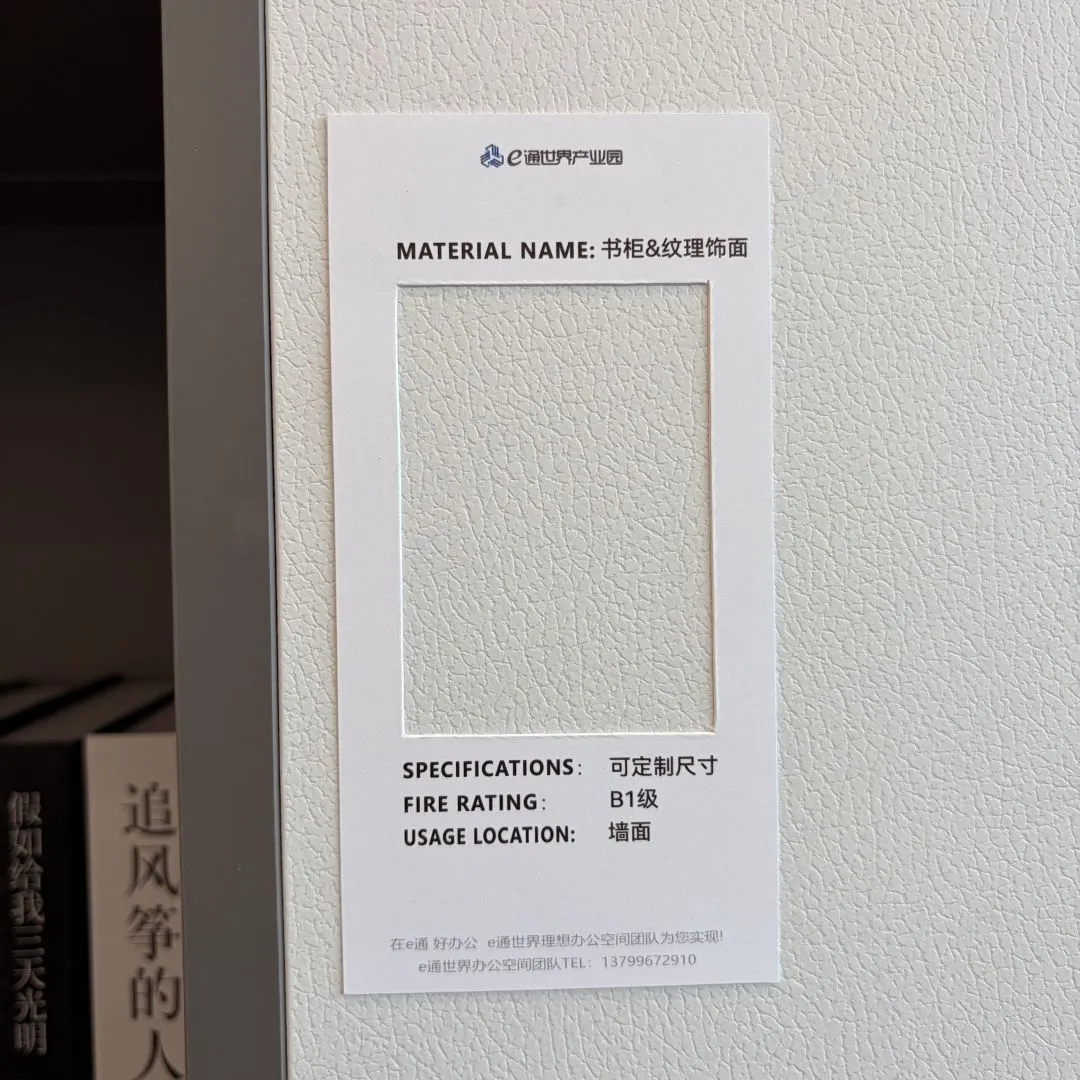 e通世界产业园
MATERIAL NAME: 书柜&纹理饰面
SPECIFICATIONS: 可定制尺寸
FIRE RATING: B1级
USAGE LOCATION: 墙面
在e通 好办公 e通世界理想办公空间团队为您实现!
e通世界办公空间团队TEL: 13799672910
假如给我三天光明
追风筝的人